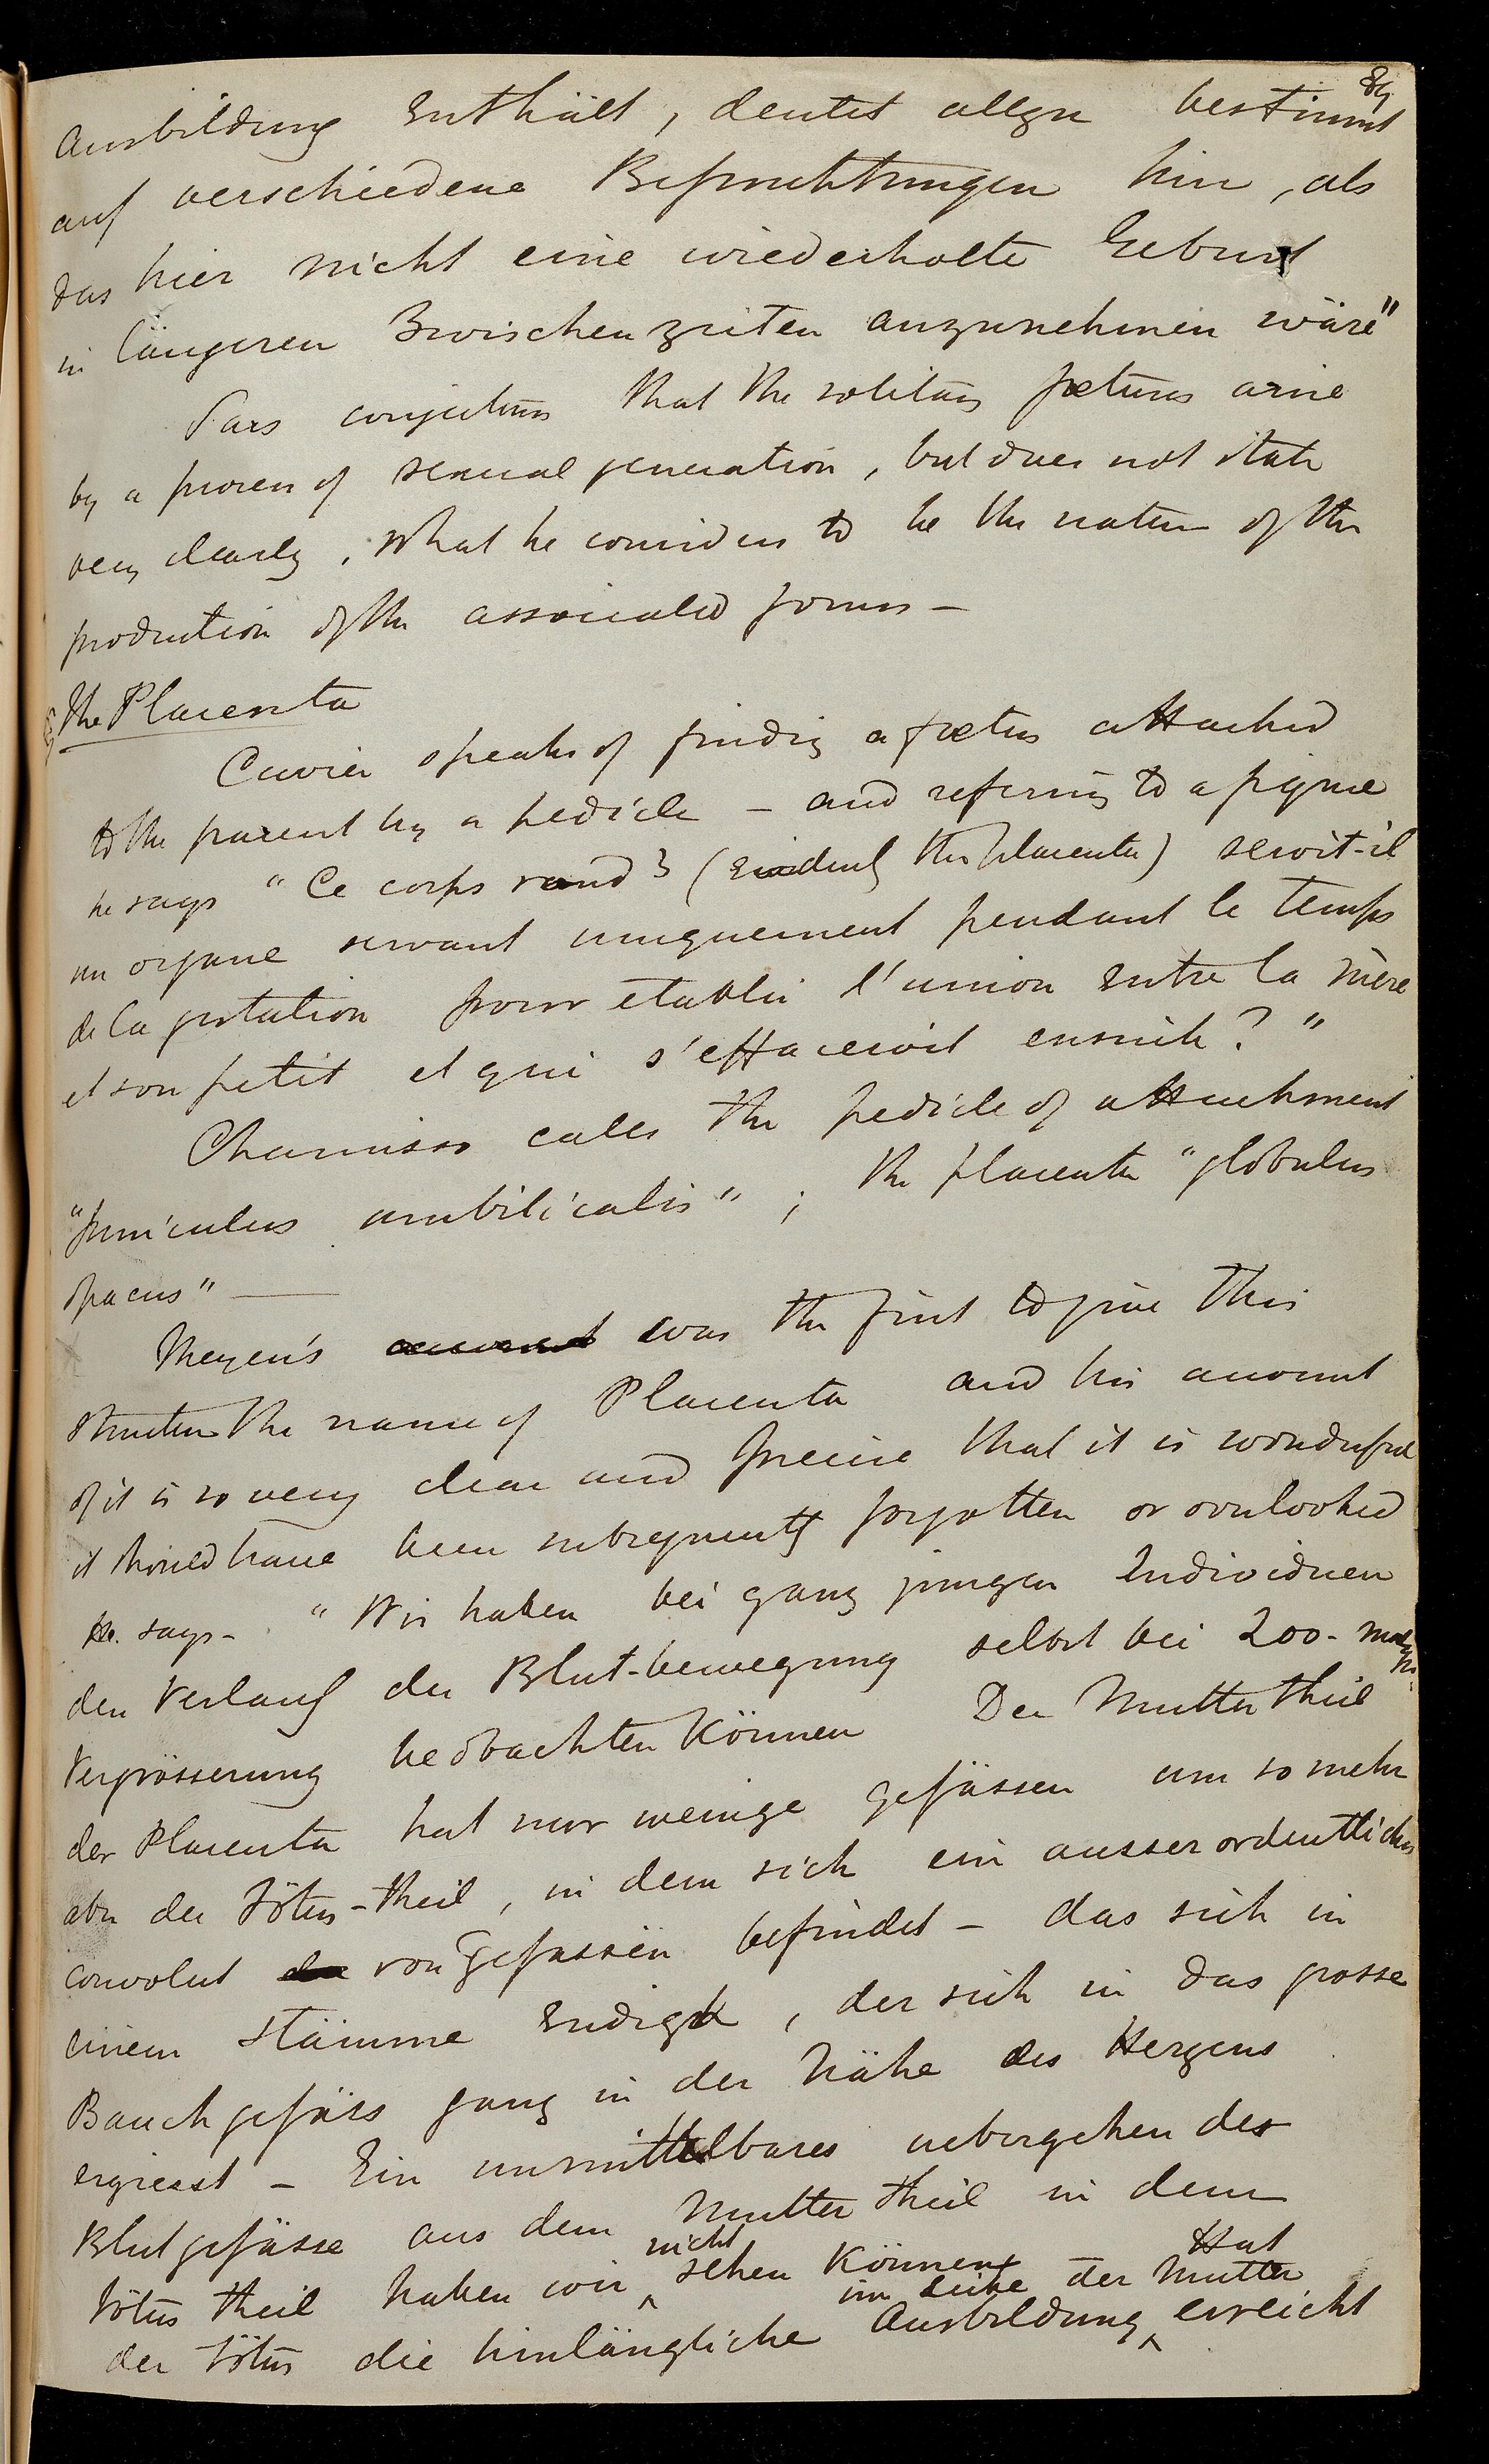 89
Ausbildung enthält, deutet allzu bestimmt
auf verschiedene Befruchtungen hin, als
das hier nicht eine wiederholte Geburt
in längeren Zwischenzeiten anzunehmen wäre"
Sars conjectures that the solitary fœtuses arise
by a process of sexual generation, but does not state
very clearly, what he considers to be the nature of the
production of the associated forms —
The Placenta
Cuvier speaks of finding a fœtus attached
to the parent by a pedicle — and referring to a figure
he says "Ce corps rond 3 (evidently the placenta) seroit-il
un organe servant uniquement pendant le temps
de la gestation pour etablir l'union entre la mère
et son petit et qui s'effaceroit ensuite? "
Chamisso calls the pedicle of attachment
"funiculus umbilicalis" ; the placenta "globulus
opacus" —
Meyen's account was the first to give this
structure the name of Placenta and his account
of it is so very clear and precise that it is wonderful
it should have been subsequently forgotten or overlooked
He. says - "Wir haben bei ganz jungen Individuen
den Verlauf der Blut-bewegung selbst bei 200-maliger
Vergrösserung beobachten Können Der Mutter theil
der Placenta hat nur weinige gefässen um so mehr
aber der Fötus-theil, in dem sich ein ausserordentliches
convolut von Gefassën befindet — das sich in
einem Stämme endigt, der sich in das grosse
Bauchgefäss ganz in der Nähe des Herzens
ergiesst — Ein unmittelbares uebergehen der
Blutgefässe aus dem Mutter theil in dem
Fötus theil haben wir nicht sehen Können Hat
der Fötus die hinlängliche Ausbildung im Leibe der Mutter erreicht